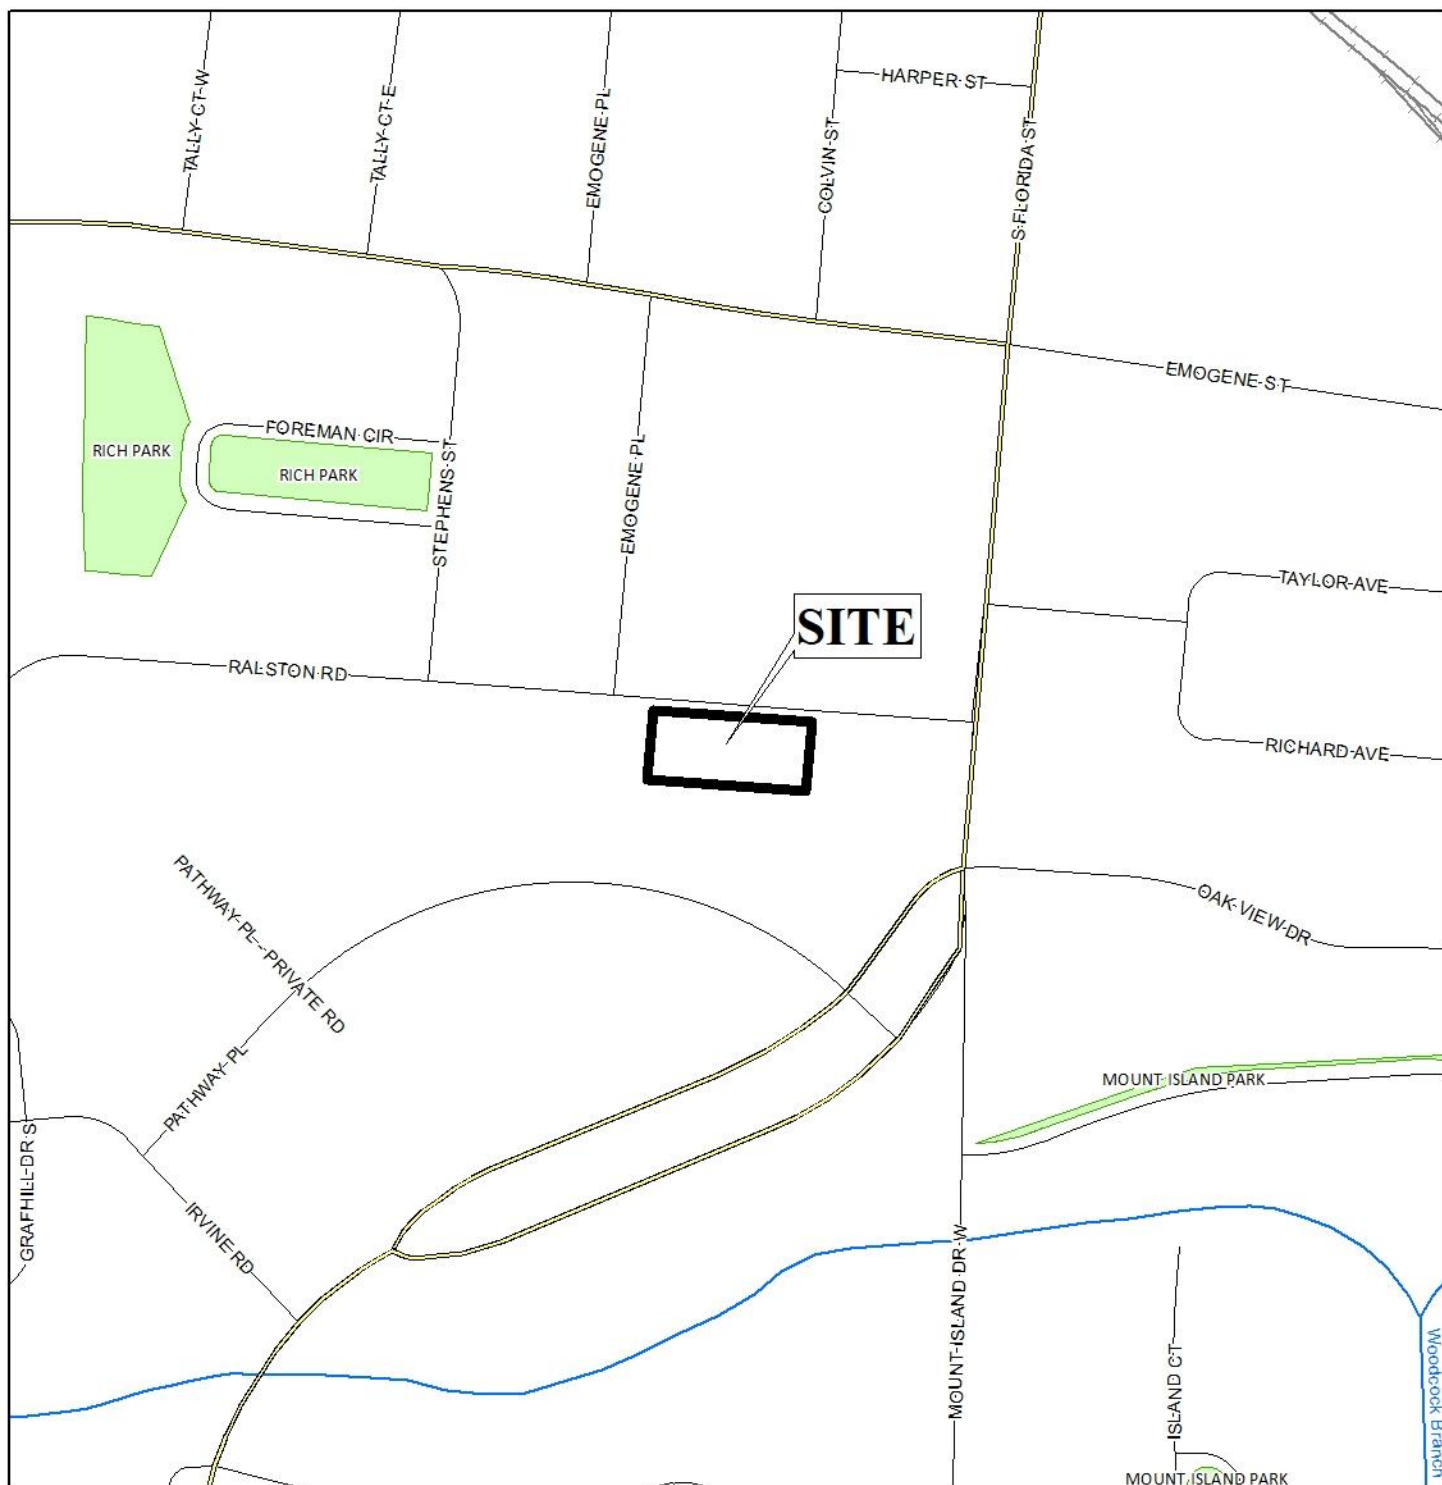 TALLY CT W
TALLY CT E
EMOGENE PL
COLVIN ST
HARPER ST
S FLORIDA ST
EMOGENE ST
RICH PARK
FOREMAN CIR
RICH PARK
STEPHENS ST
EMOGENE PL
SITE
TAYLOR AVE
RALSTON RD
RICHARD AVE
PATHWAY PL - PRIVATE RD
OAK VIEW DR
PATHWAY PL
MOUNT ISLAND PARK
GRAFHILL DR S
IRVINE RD
MOUNT ISLAND DR W
ISLAND CT
Woodcock Branch
MOUNT ISLAND PARK